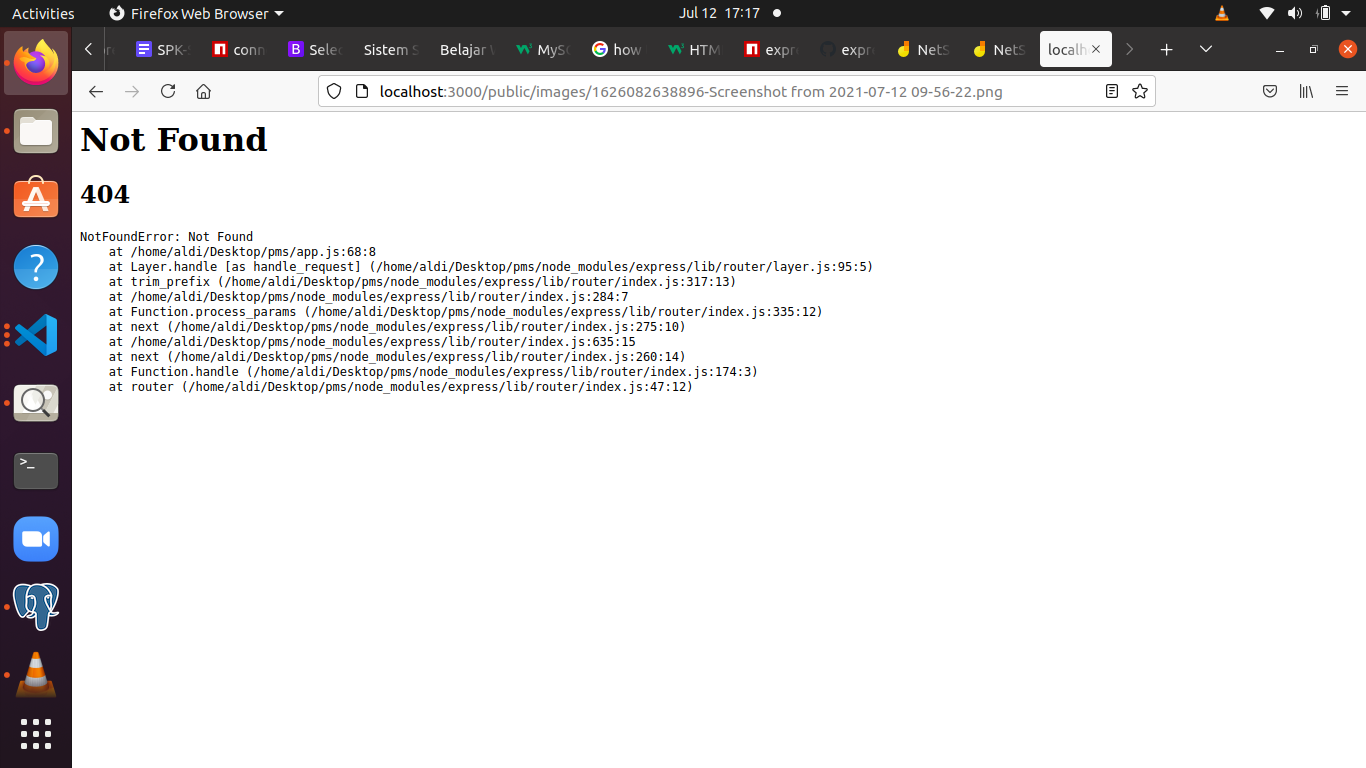 Activities Firefox Web Browser Jul 12 17:17
SPK- conn Selec Sistem S Belajar MySQ how HTM expre expre NetS NetS localh
localhost:3000/public/images/1626082638896-Screenshot from 2021-07-12 09-56-22.png
Not Found
404
NotFoundError: Not Found
    at /home/aldi/Desktop/pms/app.js:68:8
    at Layer.handle [as handle_request] (/home/aldi/Desktop/pms/node_modules/express/lib/router/layer.js:95:5)
    at trim_prefix (/home/aldi/Desktop/pms/node_modules/express/lib/router/index.js:317:13)
    at /home/aldi/Desktop/pms/node_modules/express/lib/router/index.js:284:7
    at Function.process_params (/home/aldi/Desktop/pms/node_modules/express/lib/router/index.js:335:12)
    at next (/home/aldi/Desktop/pms/node_modules/express/lib/router/index.js:275:10)
    at /home/aldi/Desktop/pms/node_modules/express/lib/router/index.js:635:15
    at next (/home/aldi/Desktop/pms/node_modules/express/lib/router/index.js:260:14)
    at Function.handle (/home/aldi/Desktop/pms/node_modules/express/lib/router/index.js:174:3)
    at router (/home/aldi/Desktop/pms/node_modules/express/lib/router/index.js:47:12)